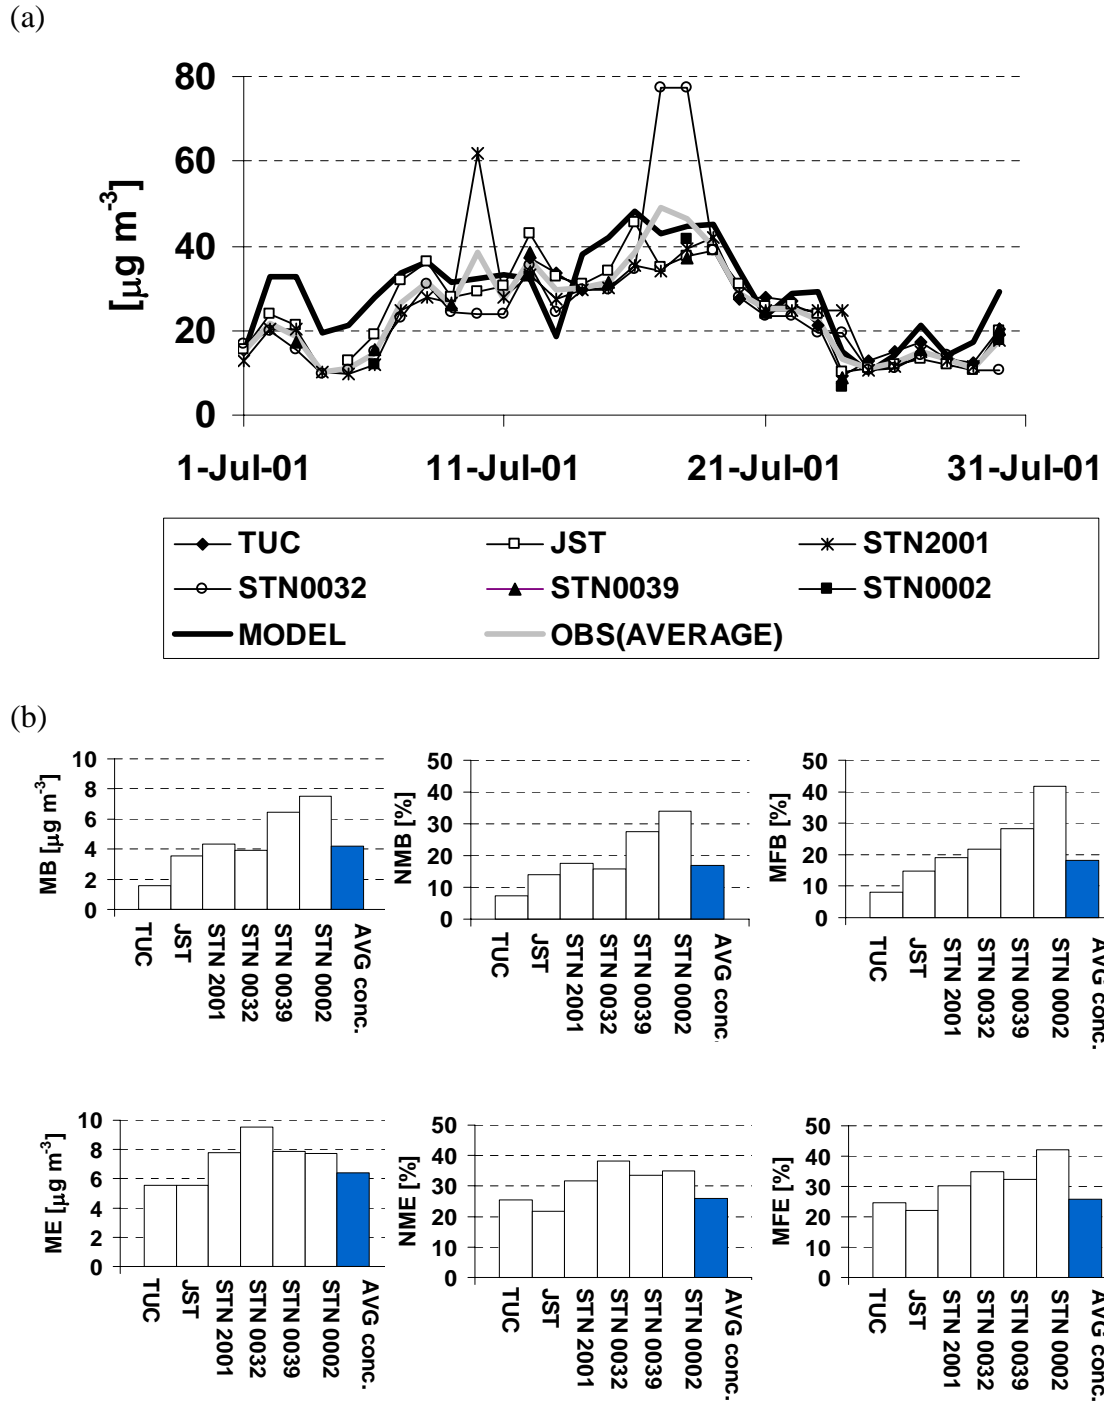 (a)
80
60
40
20
0
[µg m-3]
1-Jul-01 11-Jul-01 21-Jul-01 31-Jul-01
TUC JST STN2001
STN0032 STN0039 STN0002
MODEL OBS(AVERAGE)
(b)
MB [µg m-3]
10
8
6
4
2
0
TUC
JST
STN 2001
STN 0032
STN 0039
STN 0002
AVG conc.
NMB [%]
50
40
30
20
10
0
TUC
JST
STN 2001
STN 0032
STN 0039
STN 0002
AVG conc.
MFB [%]
50
40
30
20
10
0
TUC
JST
STN 2001
STN 0032
STN 0039
STN 0002
AVG conc.
ME [µg m-3]
10
8
6
4
2
0
TUC
JST
STN 2001
STN 0032
STN 0039
STN 0002
AVG conc.
NME [%]
50
40
30
20
10
0
TUC
JST
STN 2001
STN 0032
STN 0039
STN 0002
AVG conc.
MFE [%]
50
40
30
20
10
0
TUC
JST
STN 2001
STN 0032
STN 0039
STN 0002
AVG conc.